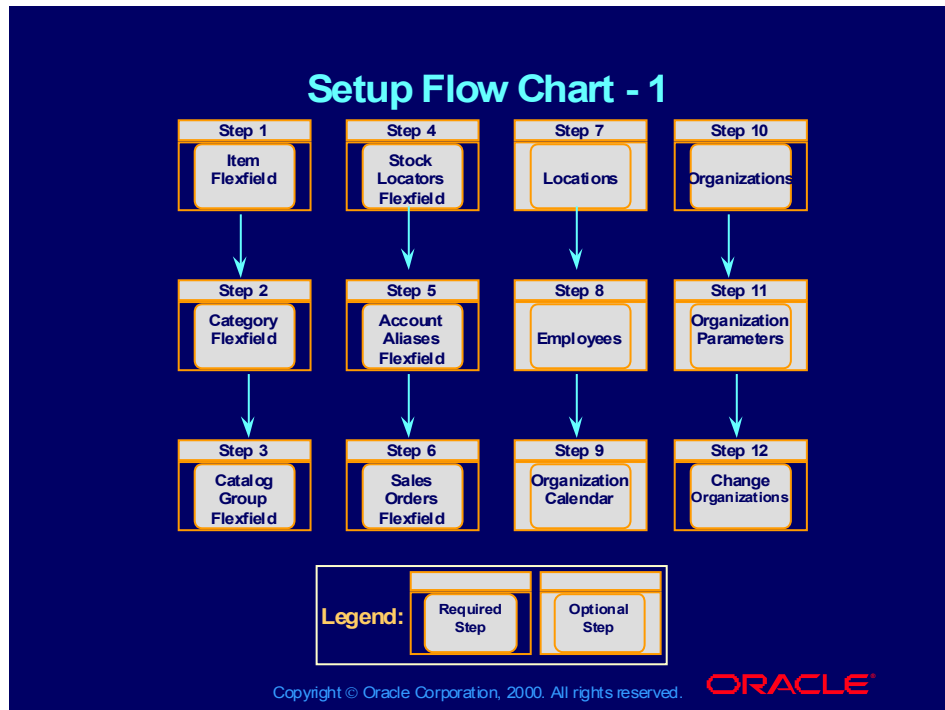 Setup Flow Chart - 1
Step 1
Item
Flexfield
Step 2
Category
Flexfield
Step 3
Catalog
Group
Flexfield
Step 4
Stock
Locators
Flexfield
Step 5
Account
Aliases
Flexfield
Step 6
Sales
Orders
Flexfield
Step 7
Locations
Step 8
Employees
Step 9
Organization
Calendar
Step 10
Organizations
Step 11
Organization
Parameters
Step 12
Change
Organizations
Legend:
Required
Step
Optional
Step
Copyright © Oracle Corporation, 2000. All rights reserved.
ORACLE®